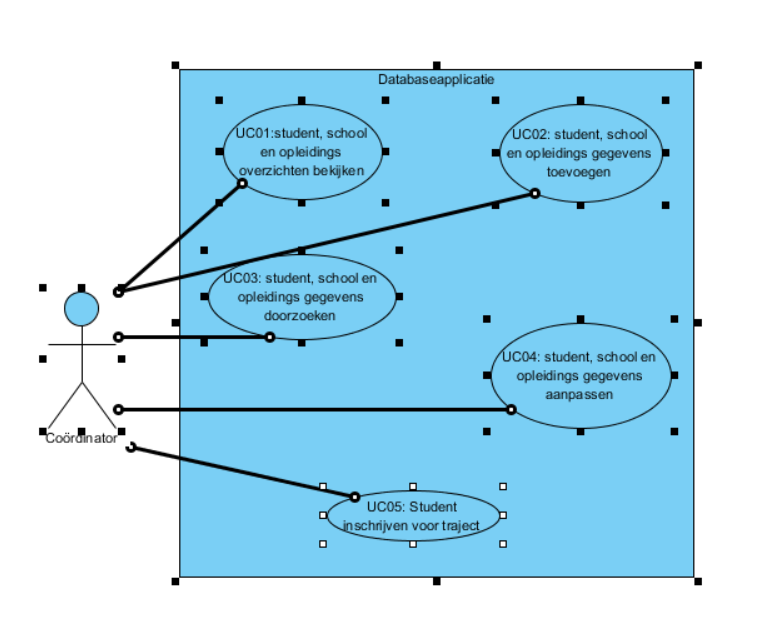 Databaseapplicatie
UC01:student, school
en opleidings
overzichten bekijken
UC02: student, school
en opleidings gegevens
toevoegen
UC03: student, school en
opleidings gegevens
doorzoeken
UC04: student, school en
opleidings gegevens
aanpassen
Coördinator
UC05: Student
inschrijven voor traject